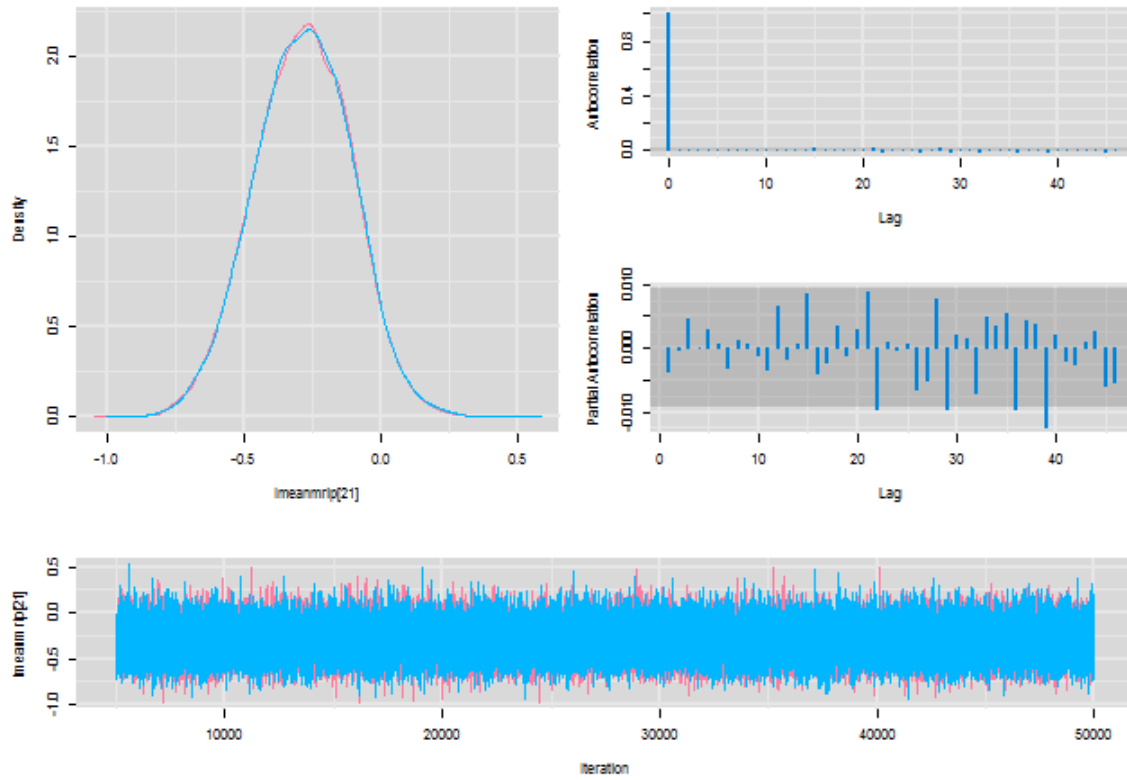 Density
0.0 0.5 1.0 1.5 2.0
-1.0 -0.5 0.0 0.5
lmeanmrip[21]
Autocorrelation
0.0 0.4 0.8
0 10 20 30 40
Lag
Partial Autocorrelation
-0.010 0.000 0.010
0 10 20 30 40
Lag
lmeanmrip[21]
-1.0 -0.5 0.0 0.5
10000 20000 30000 40000 50000
Iteration